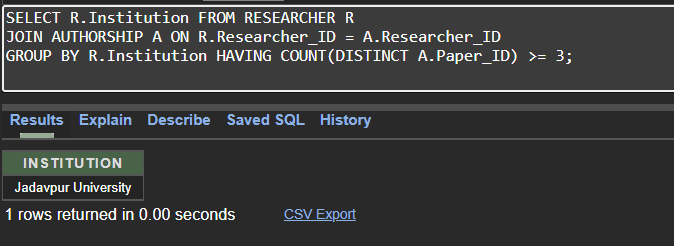 SELECT R.Institution FROM RESEARCHER R
JOIN AUTHORSHIP A ON R.Researcher_ID = A.Researcher_ID
GROUP BY R.Institution HAVING COUNT(DISTINCT A.Paper_ID) >= 3;
Results Explain Describe Saved SQL History
INSTITUTION
Jadavpur University
1 rows returned in 0.00 seconds CSV Export